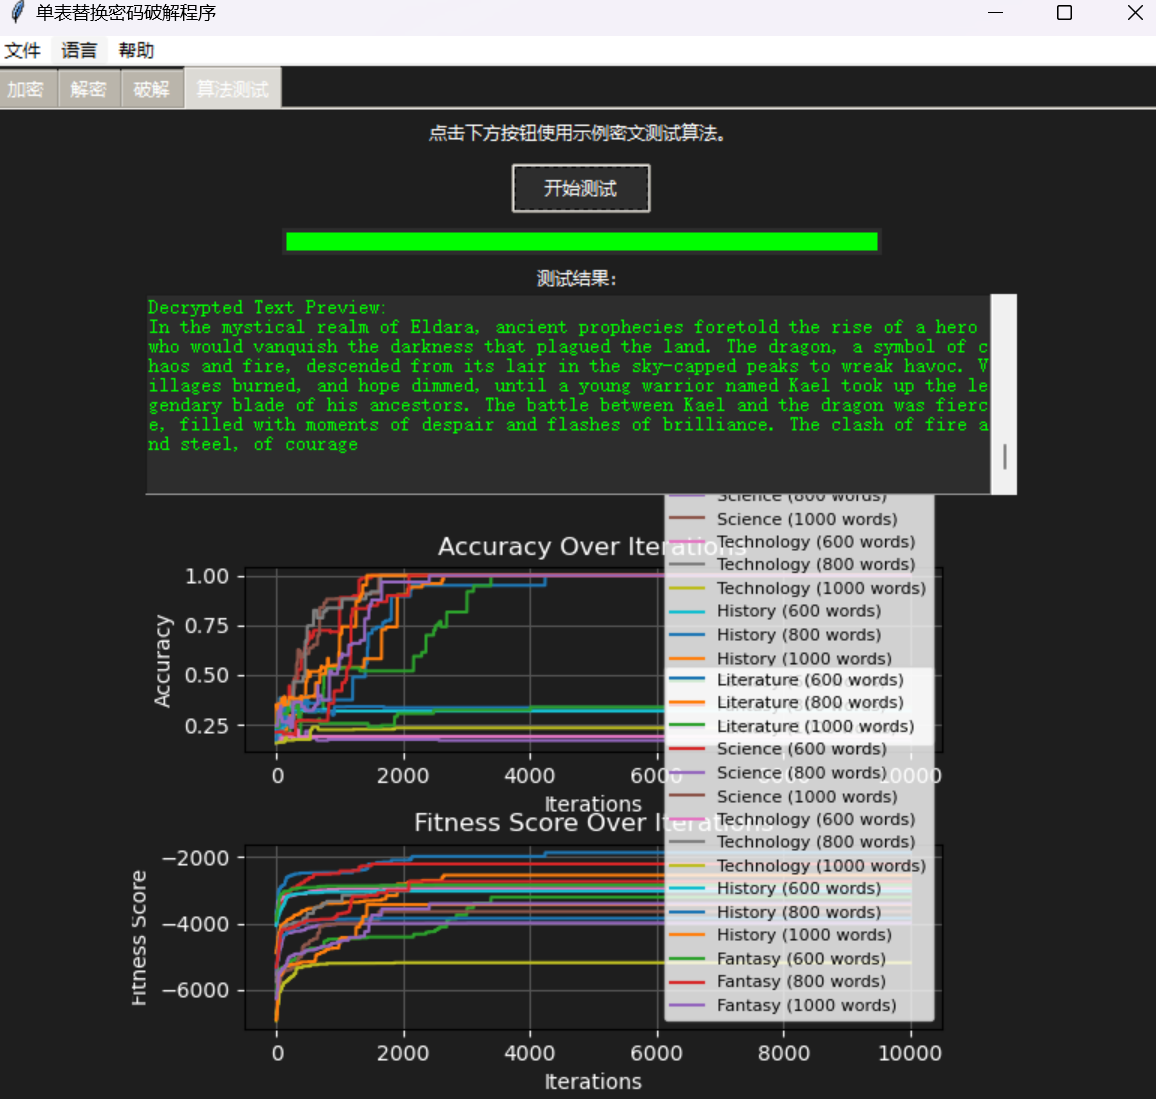 单表替换密码破解程序
文件 语言 帮助
加密 解密 破解 算法测试
点击下方按钮使用示例密文测试算法。
开始测试
测试结果:
Decrypted Text Preview:
In the mystical realm of Eldara, ancient prophecies foretold the rise of a hero
who would vanquish the darkness that plagued the land. The dragon, a symbol of c
haos and fire, descended from its lair in the sky-capped peaks to wreak havoc. V
illages burned, and hope dimmed, until a young warrior named Kael took up the le
gendary blade of his ancestors. The battle between Kael and the dragon was fierc
e, filled with moments of despair and flashes of brilliance. The clash of fire a
nd steel, of courage
Science (800 words)
Science (1000 words)
Technology (600 words)
Technology (800 words)
Technology (1000 words)
History (600 words)
History (800 words)
History (1000 words)
Accuracy Over Iterations
Accuracy
1.00
0.75
0.50
0.25
0 2000 4000 6000 10000
Iterations
Literature (600 words)
Literature (800 words)
Literature (1000 words)
Science (600 words)
Science (800 words)
Science (1000 words)
Technology (600 words)
Technology (800 words)
Technology (1000 words)
History (600 words)
History (800 words)
History (1000 words)
Fantasy (600 words)
Fantasy (800 words)
Fantasy (1000 words)
Fitness Score Over Iterations
Fitness Score
−2000
−4000
−6000
0 2000 4000 6000 8000 10000
Iterations